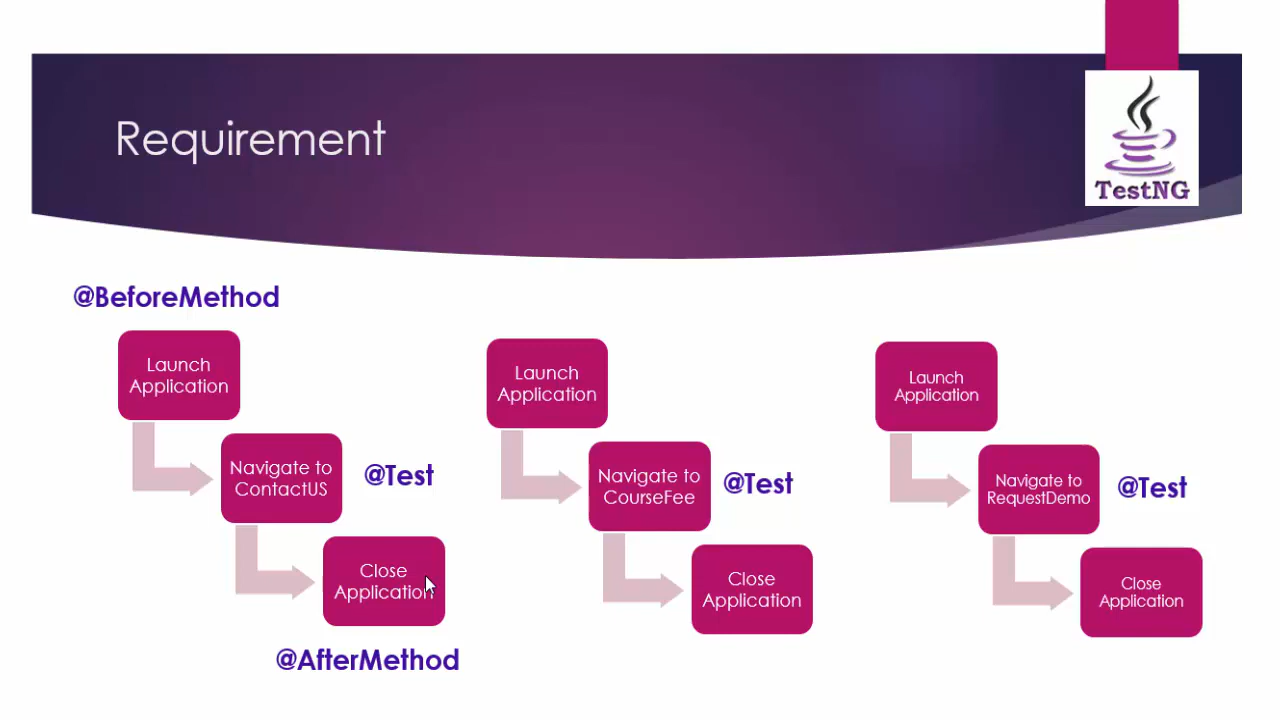 Requirement
TestNG
@BeforeMethod
Launch
Application
Navigate to
ContactUS
@Test
Close
Application
@AfterMethod
Launch
Application
Navigate to
CourseFee
@Test
Close
Application
Launch
Application
Navigate to
RequestDemo
@Test
Close
Application